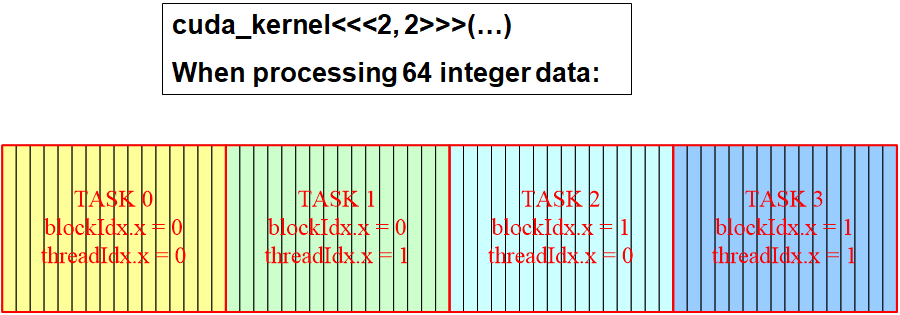 cuda_kernel<<<2, 2>>>(…)
When processing 64 integer data:
TASK 0
blockIdx.x = 0
threadIdx.x = 0
TASK 1
blockIdx.x = 0
threadIdx.x = 1
TASK 2
blockIdx.x = 1
threadIdx.x = 0
TASK 3
blockIdx.x = 1
threadIdx.x = 1